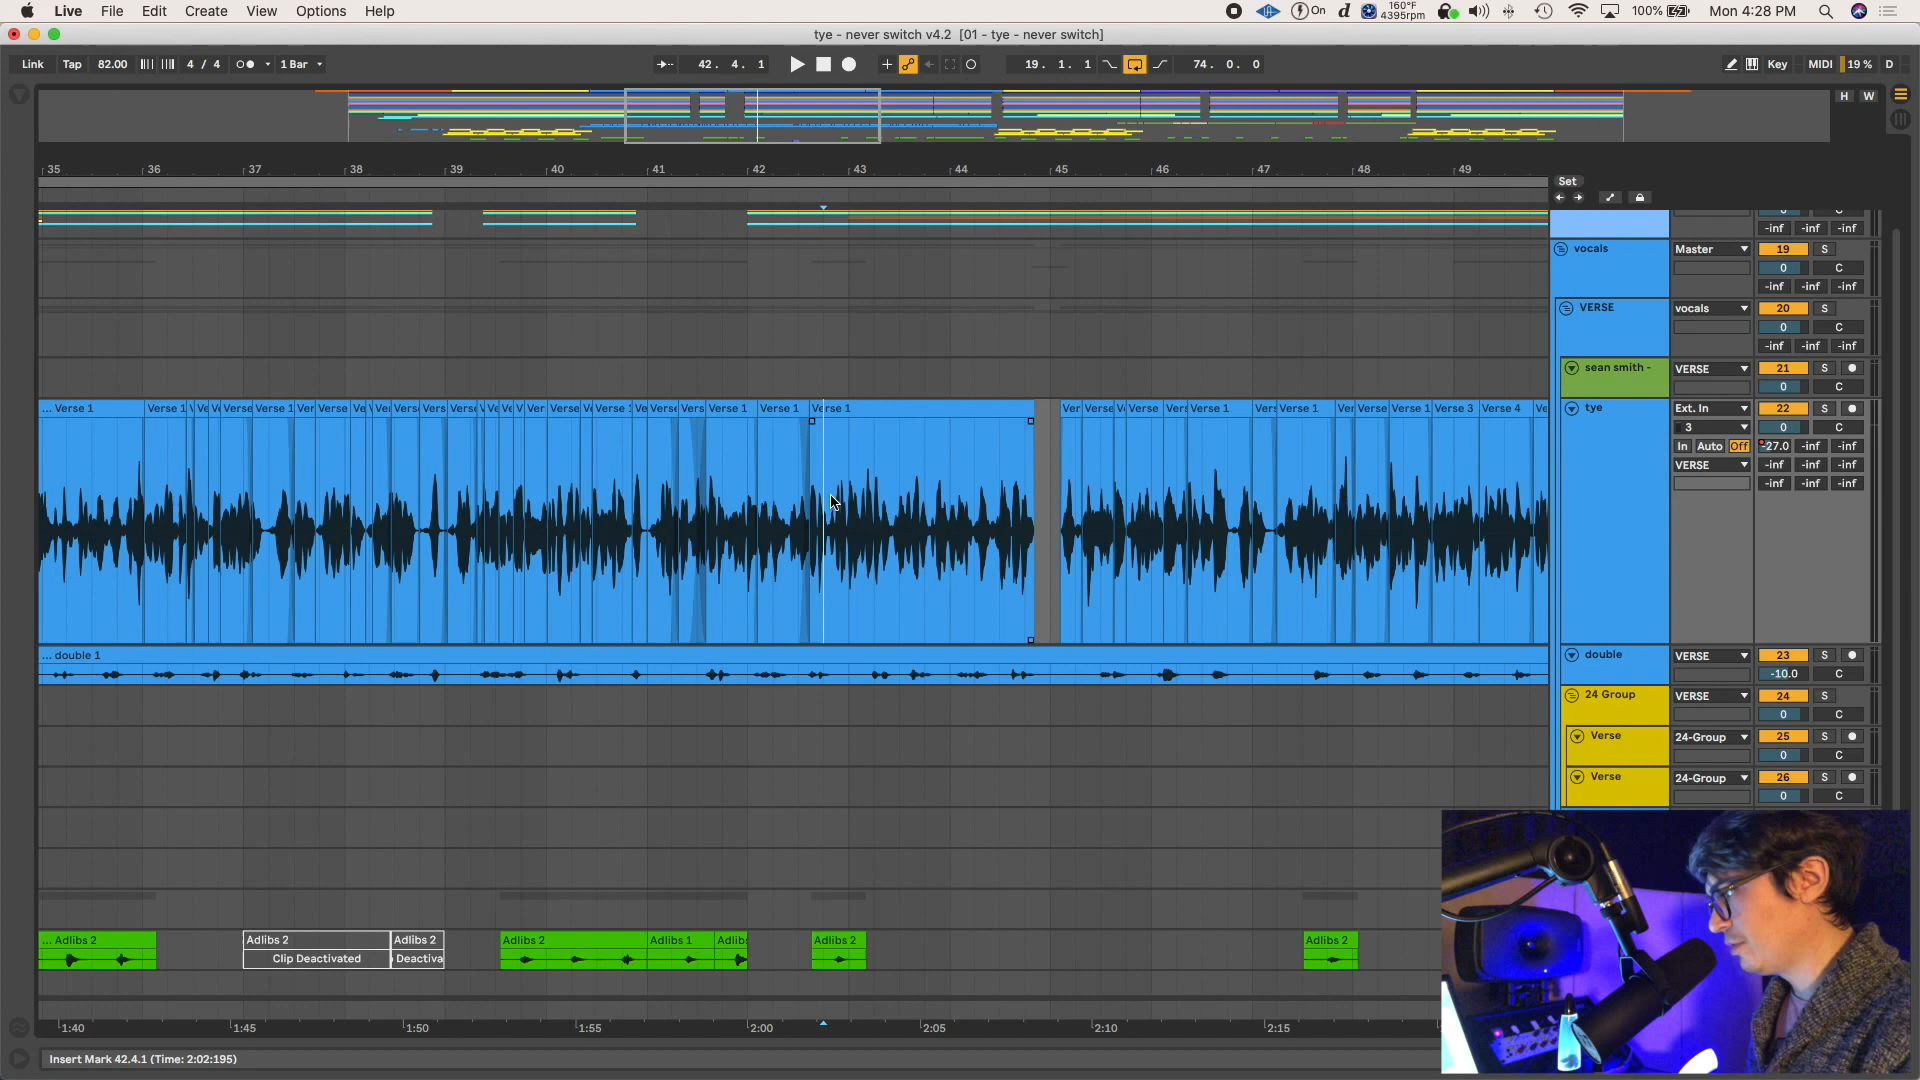 Live File Edit Create View Options Help On d 160°F 4395rpm 100% Mon 4:28 PM
tye - never switch v4.2 [01 - tye - never switch]
Link Tap 82.00 4 / 4 1 Bar 42. 4. 1 19. 1. 1 74. 0. 0 Key MIDI 19 % D
H W
35 36 37 38 39 40 41 42 43 44 45 46 47 48 49
Set
-inf -inf -inf
vocals Master 19 S
0 C
-inf -inf -inf
VERSE vocals 20 S
0 C
-inf -inf -inf
sean smith - VERSE 21 S
0 C
... Verse 1 Verse 1 Ve Verse Verse 1 Verse Verse Ve Ver Verse Vers Verse Ve Ve Ver Verse Verse Verse Vers Verse 1 Verse 1 Verse 1 Ver Verse Verse Vers Verse 1 Vers Verse 1 Ver Verse Verse 1 Verse 3 Verse 4 Ve tye Ext. In 22 S
3 0 C
In Auto Off -27.0 -inf -inf
VERSE -inf -inf -inf
-inf -inf -inf
... double 1 double VERSE 23 S
-10.0 C
24 Group VERSE 24 S
0 C
Verse 24-Group 25 S
0 C
Verse 24-Group 26 S
0 C
... Adlibs 2 Adlibs 2 Adlibs 2 Adlibs 2 Adlibs 1 Adlibs Adlibs 2 Adlibs 2
Clip Deactivated Deactiva
1:40 1:45 1:50 1:55 2:00 2:05 2:10 2:15
Insert Mark 42.4.1 (Time: 2:02:195)